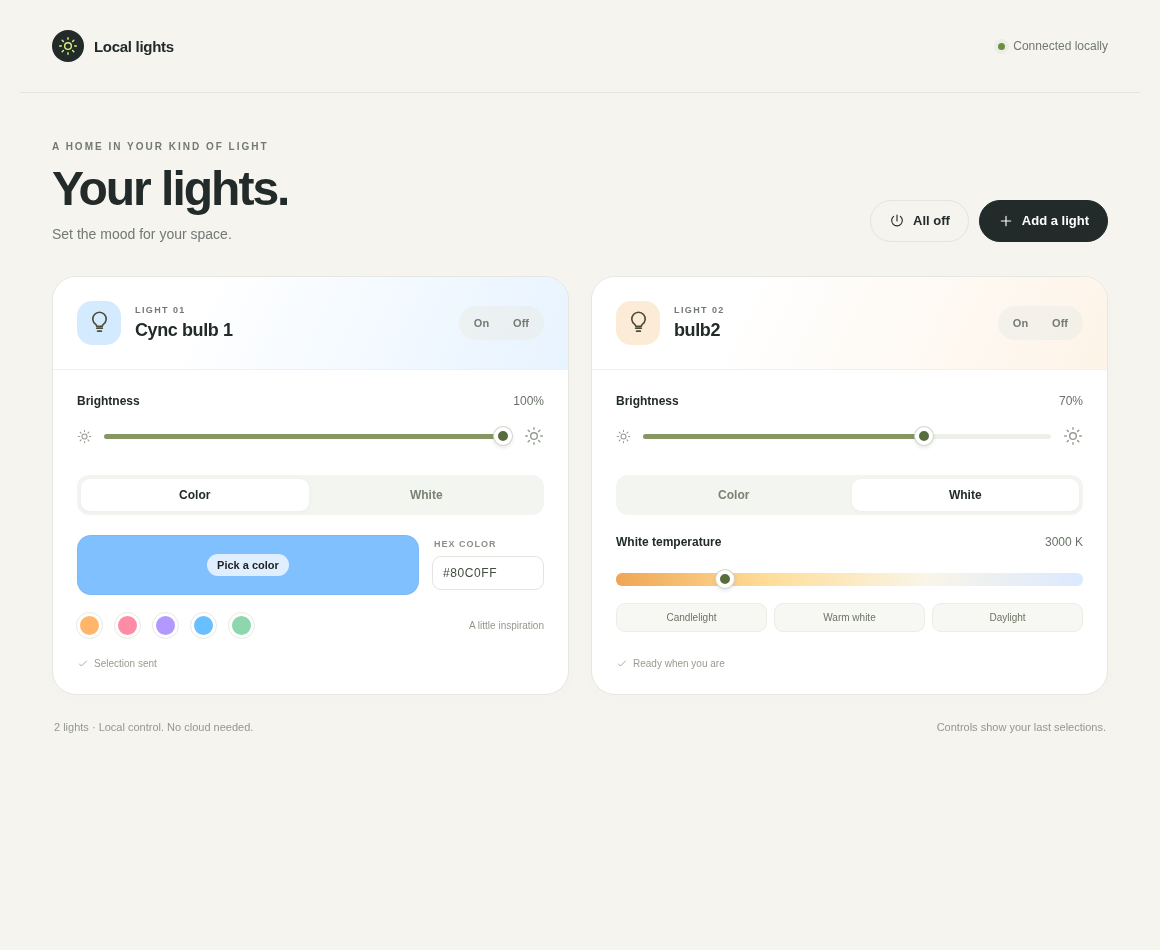 Local lights
Connected locally
A HOME IN YOUR KIND OF LIGHT
Your lights.
Set the mood for your space.
All off
Add a light
LIGHT 01
Cync bulb 1
On Off
Brightness 100%
Color White
Pick a color
HEX COLOR
#80C0FF
A little inspiration
Selection sent
LIGHT 02
bulb2
On Off
Brightness 70%
Color White
White temperature 3000 K
Candlelight Warm white Daylight
Ready when you are
2 lights · Local control. No cloud needed.
Controls show your last selections.